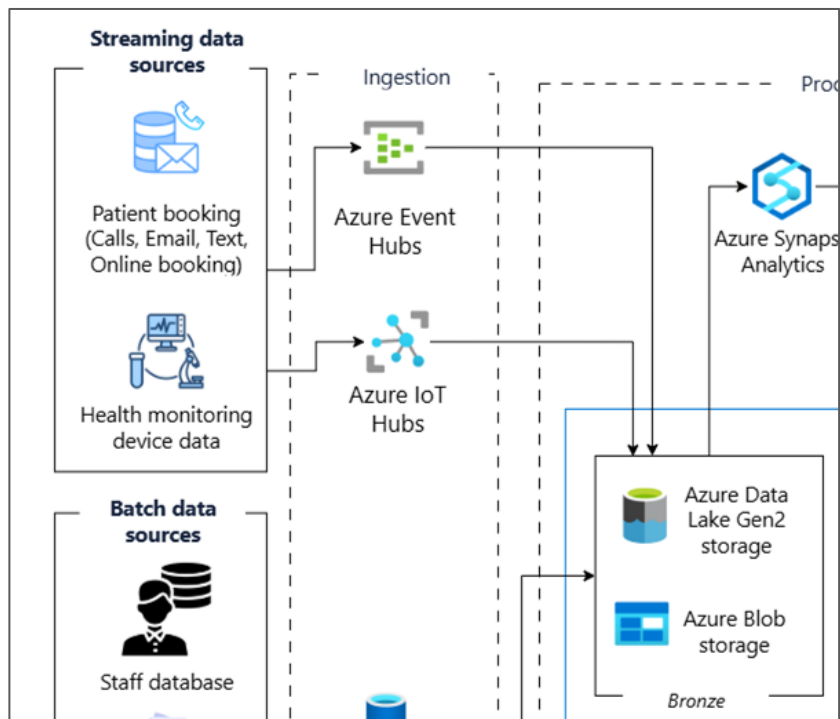 Streaming data
sources
Patient booking
(Calls, Email, Text,
Online booking)
Health monitoring
device data
Batch data
sources
Staff database
Ingestion
Azure Event
Hubs
Azure IoT
Hubs
Proc
Azure Synaps
Analytics
Azure Data
Lake Gen2
storage
Azure Blob
storage
Bronze